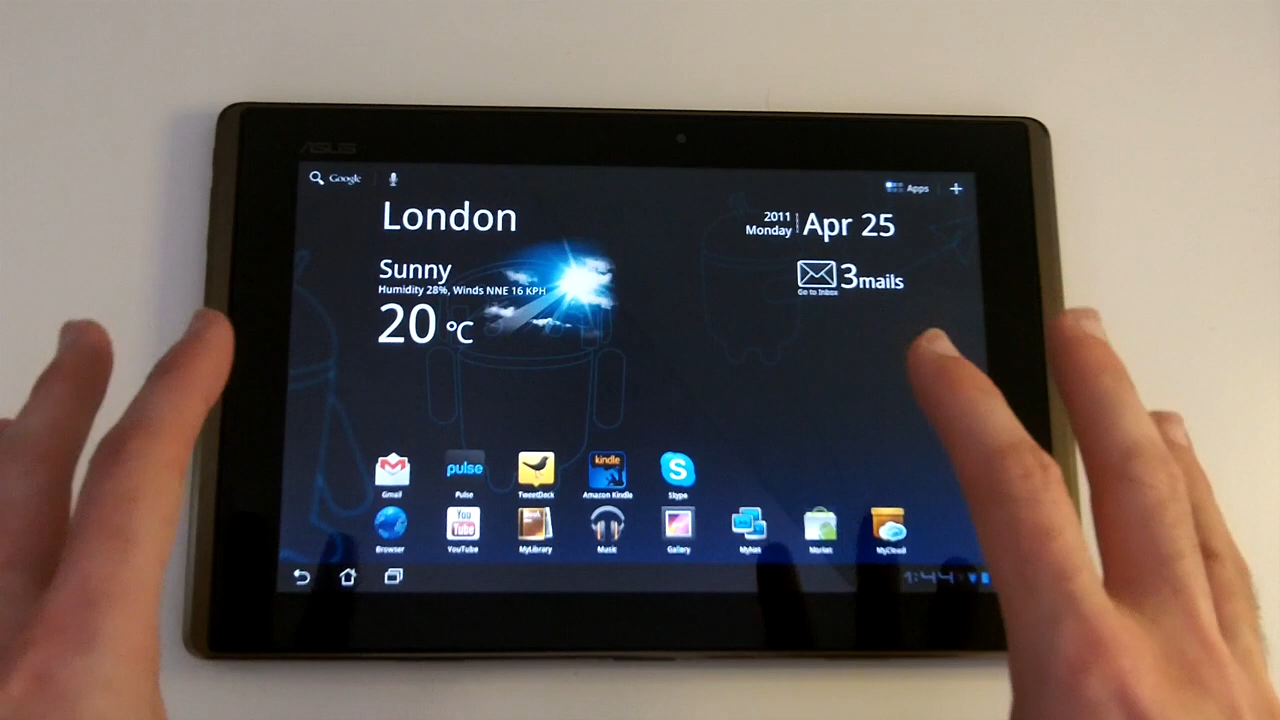 ASUS
Google
Apps
London
2011
Monday
Apr 25
Sunny
Humidity 28%, Winds NNE 16 KPH
20 °C
3mails
Go to Inbox
kindle
pulse
Gmail
Pulse
TweetDeck
Amazon Kindle
Skype
You
Tube
Browser
YouTube
MyLibrary
Music
Gallery
MyNet
Market
MyCloud
1:44